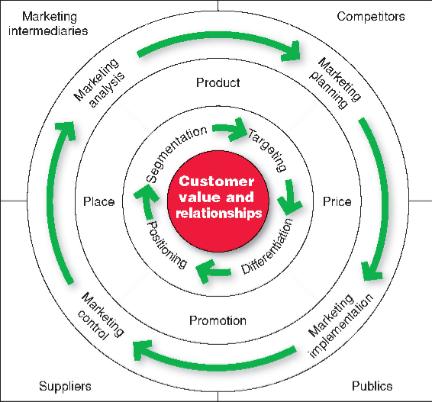 Marketing
intermediaries
Competitors
Marketing
analysis
Marketing
planning
Product
Segmentation
Targeting
Customer
value and
relationships
Place
Price
Positioning
Differentiation
Marketing
control
Marketing
implementation
Promotion
Suppliers
Publics